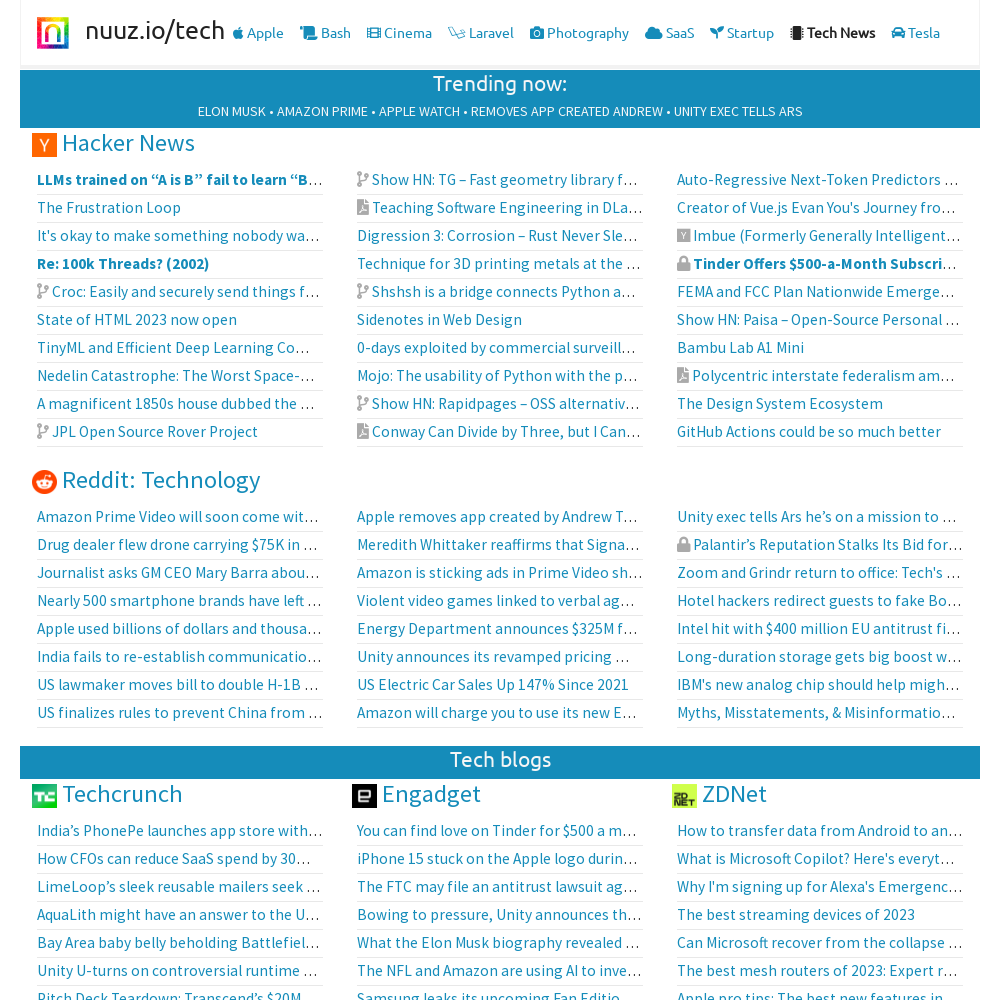 nuuz.io/tech Apple Bash Cinema Laravel Photography SaaS Startup Tech News Tesla
Trending now:
ELON MUSK • AMAZON PRIME • APPLE WATCH • REMOVES APP CREATED ANDREW • UNITY EXEC TELLS ARS
Y Hacker News
LLMs trained on “A is B” fail to learn “B…
The Frustration Loop
It's okay to make something nobody wa…
Re: 100k Threads? (2002)
Croc: Easily and securely send things f…
State of HTML 2023 now open
TinyML and Efficient Deep Learning Co…
Nedelin Catastrophe: The Worst Space-…
A magnificent 1850s house dubbed the …
JPL Open Source Rover Project
Show HN: TG – Fast geometry library f…
Teaching Software Engineering in DLa…
Digression 3: Corrosion – Rust Never Sle…
Technique for 3D printing metals at the …
Shshsh is a bridge connects Python a…
Sidenotes in Web Design
0-days exploited by commercial surveill…
Mojo: The usability of Python with the p…
Show HN: Rapidpages – OSS alternativ…
Conway Can Divide by Three, but I Can…
Auto-Regressive Next-Token Predictors …
Creator of Vue.js Evan You's Journey fro…
Y Imbue (Formerly Generally Intelligent…
Tinder Offers $500-a-Month Subscri…
FEMA and FCC Plan Nationwide Emerge…
Show HN: Paisa – Open-Source Personal …
Bambu Lab A1 Mini
Polycentric interstate federalism am…
The Design System Ecosystem
GitHub Actions could be so much better
Reddit: Technology
Amazon Prime Video will soon come wit…
Drug dealer flew drone carrying $75K in …
Journalist asks GM CEO Mary Barra abou…
Nearly 500 smartphone brands have left …
Apple used billions of dollars and thousa…
India fails to re-establish communicatio…
US lawmaker moves bill to double H-1B …
US finalizes rules to prevent China from …
Apple removes app created by Andrew T…
Meredith Whittaker reaffirms that Signa…
Amazon is sticking ads in Prime Video sh…
Violent video games linked to verbal ag…
Energy Department announces $325M f…
Unity announces its revamped pricing …
US Electric Car Sales Up 147% Since 2021
Amazon will charge you to use its new E…
Unity exec tells Ars he’s on a mission to …
Palantir’s Reputation Stalks Its Bid for…
Zoom and Grindr return to office: Tech's …
Hotel hackers redirect guests to fake Bo…
Intel hit with $400 million EU antitrust fi…
Long-duration storage gets big boost w…
IBM's new analog chip should help migh…
Myths, Misstatements, & Misinformatio…
Tech blogs
Techcrunch
India’s PhonePe launches app store with…
How CFOs can reduce SaaS spend by 30…
LimeLoop’s sleek reusable mailers seek …
AquaLith might have an answer to the U…
Bay Area baby belly beholding Battlefiel…
Unity U-turns on controversial runtime …
Pitch Deck Teardown: Transcend’s $20M…
Engadget
You can find love on Tinder for $500 a m…
iPhone 15 stuck on the Apple logo durin…
The FTC may file an antitrust lawsuit ag…
Bowing to pressure, Unity announces th…
What the Elon Musk biography revealed …
The NFL and Amazon are using AI to inve…
Samsung leaks its upcoming Fan Editio…
ZDNET ZDNet
How to transfer data from Android to an…
What is Microsoft Copilot? Here's everyt…
Why I'm signing up for Alexa's Emergenc…
The best streaming devices of 2023
Can Microsoft recover from the collapse …
The best mesh routers of 2023: Expert r…
Apple pro tips: The best new features in…